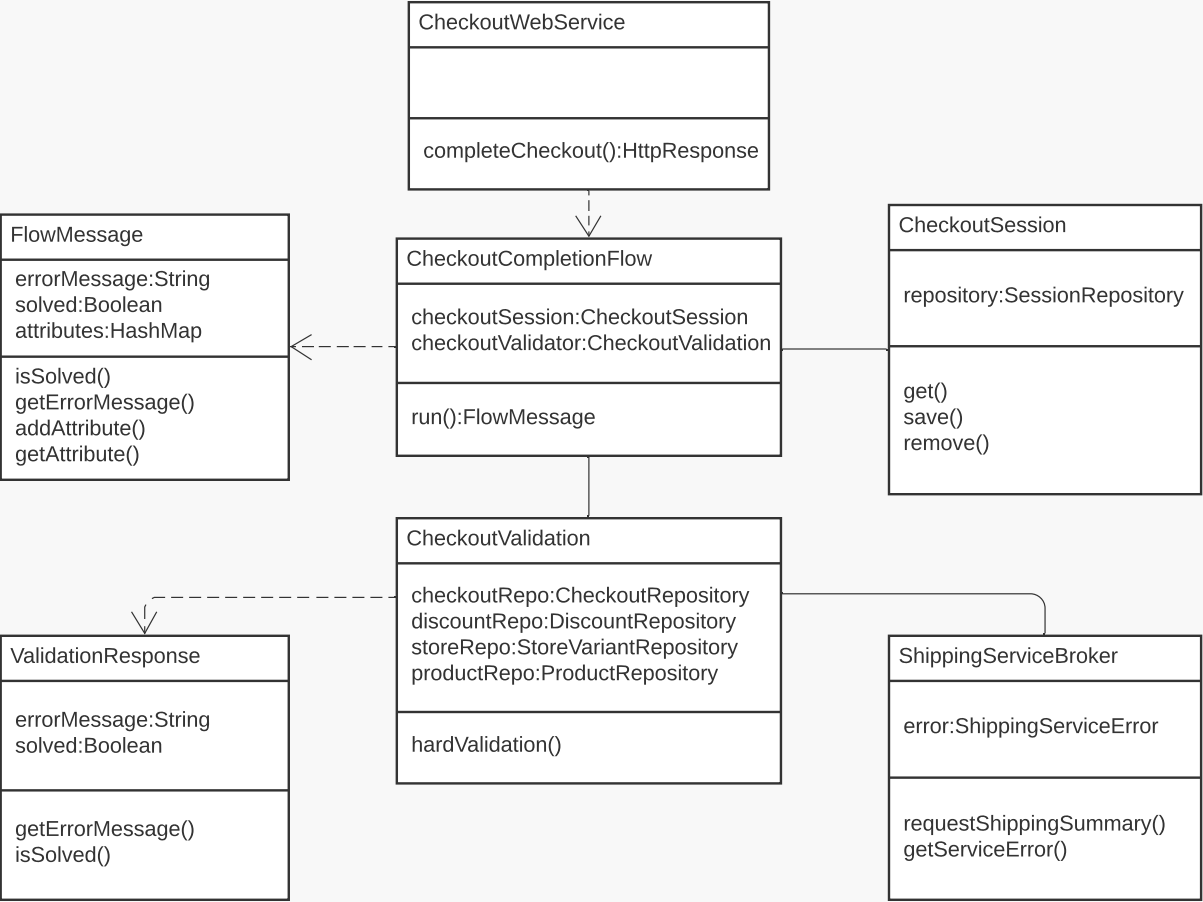 CheckoutWebService
completeCheckout():HttpResponse
FlowMessage
errorMessage:String
solved:Boolean
attributes:HashMap
isSolved()
getErrorMessage()
addAttribute()
getAttribute()
CheckoutCompletionFlow
checkoutSession:CheckoutSession
checkoutValidator:CheckoutValidation
run():FlowMessage
CheckoutSession
repository:SessionRepository
get()
save()
remove()
CheckoutValidation
checkoutRepo:CheckoutRepository
discountRepo:DiscountRepository
storeRepo:StoreVariantRepository
productRepo:ProductRepository
hardValidation()
ValidationResponse
errorMessage:String
solved:Boolean
getErrorMessage()
isSolved()
ShippingServiceBroker
error:ShippingServiceError
requestShippingSummary()
getServiceError()